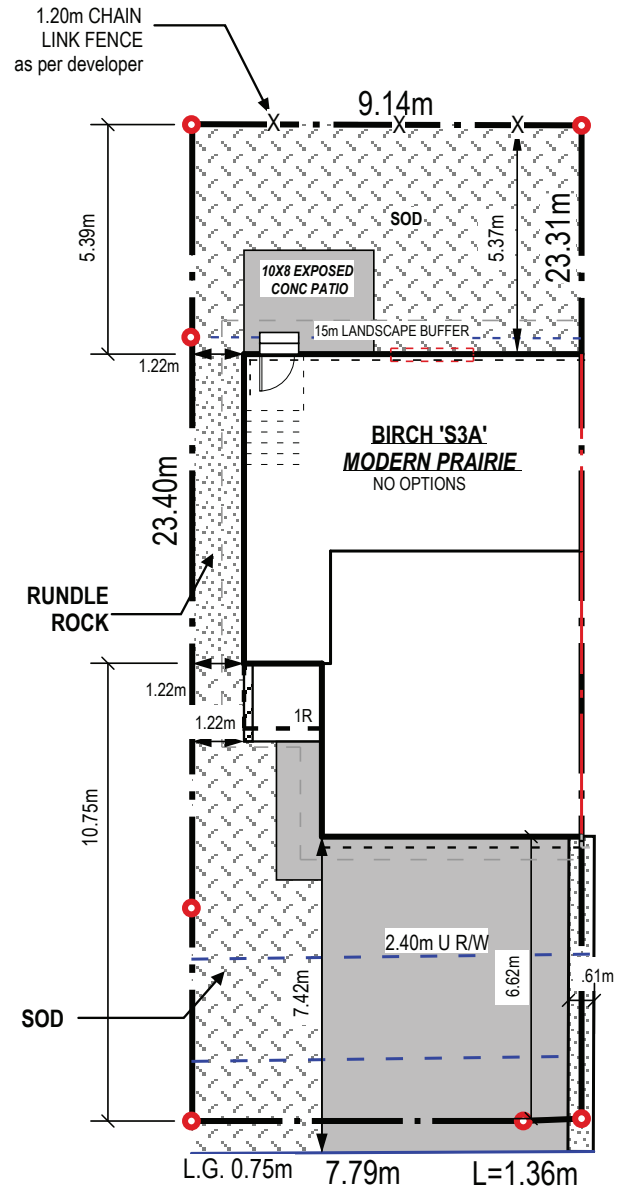 1.20m CHAIN
LINK FENCE
as per developer
9.14m
X X X
5.39m
SOD
5.37m
23.31m
10X8 EXPOSED
CONC PATIO
15m LANDSCAPE BUFFER
1.22m
BIRCH 'S3A'
MODERN PRAIRIE
NO OPTIONS
23.40m
RUNDLE
ROCK
1.22m
1.22m
1R
10.75m
2.40m U R/W
7.42m
6.62m
.61m
SOD
L.G. 0.75m
7.79m
L=1.36m